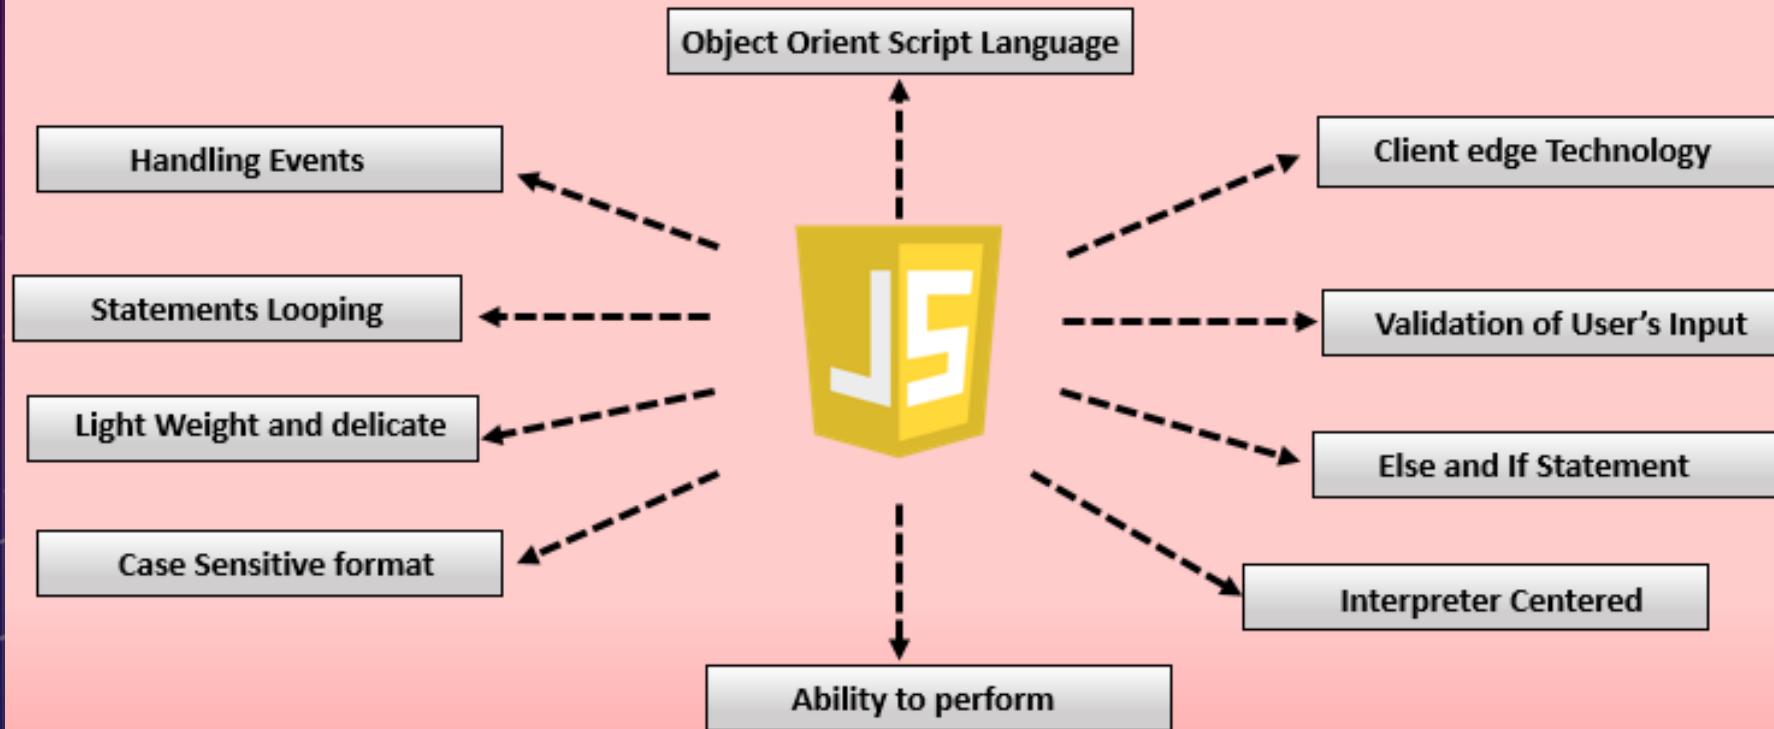 Object Orient Script Language
Handling Events
Client edge Technology
Statements Looping
Validation of User’s Input
JS
Light Weight and delicate
Else and If Statement
Case Sensitive format
Interpreter Centered
Ability to perform